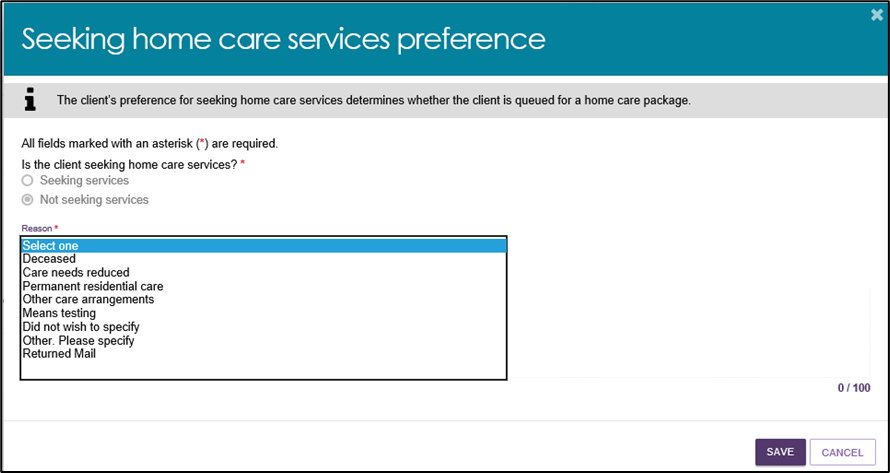 Seeking home care services preference
The client's preference for seeking home care services determines whether the client is queued for a home care package.
All fields marked with an asterisk (*) are required.
Is the client seeking home care services? *
Seeking services
Not seeking services
Reason *
Select one
Deceased
Care needs reduced
Permanent residential care
Other care arrangements
Means testing
Did not wish to specify
Other. Please specify
Returned Mail
0 / 100
SAVE CANCEL